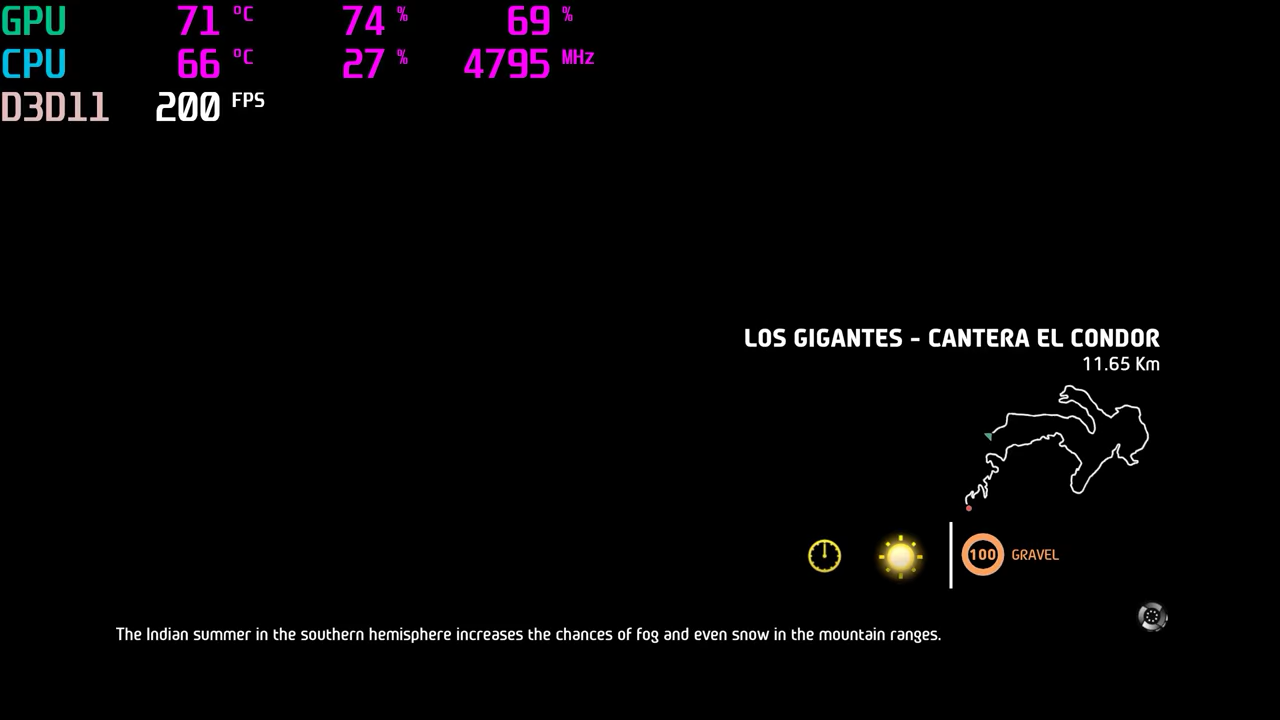 GPU 71 °C 74 % 69 %
CPU 66 °C 27 % 4795 MHz
D3D11 200 FPS
LOS GIGANTES - CANTERA EL CONDOR
11.65 Km
100 GRAVEL
The Indian summer in the southern hemisphere increases the chances of fog and even snow in the mountain ranges.